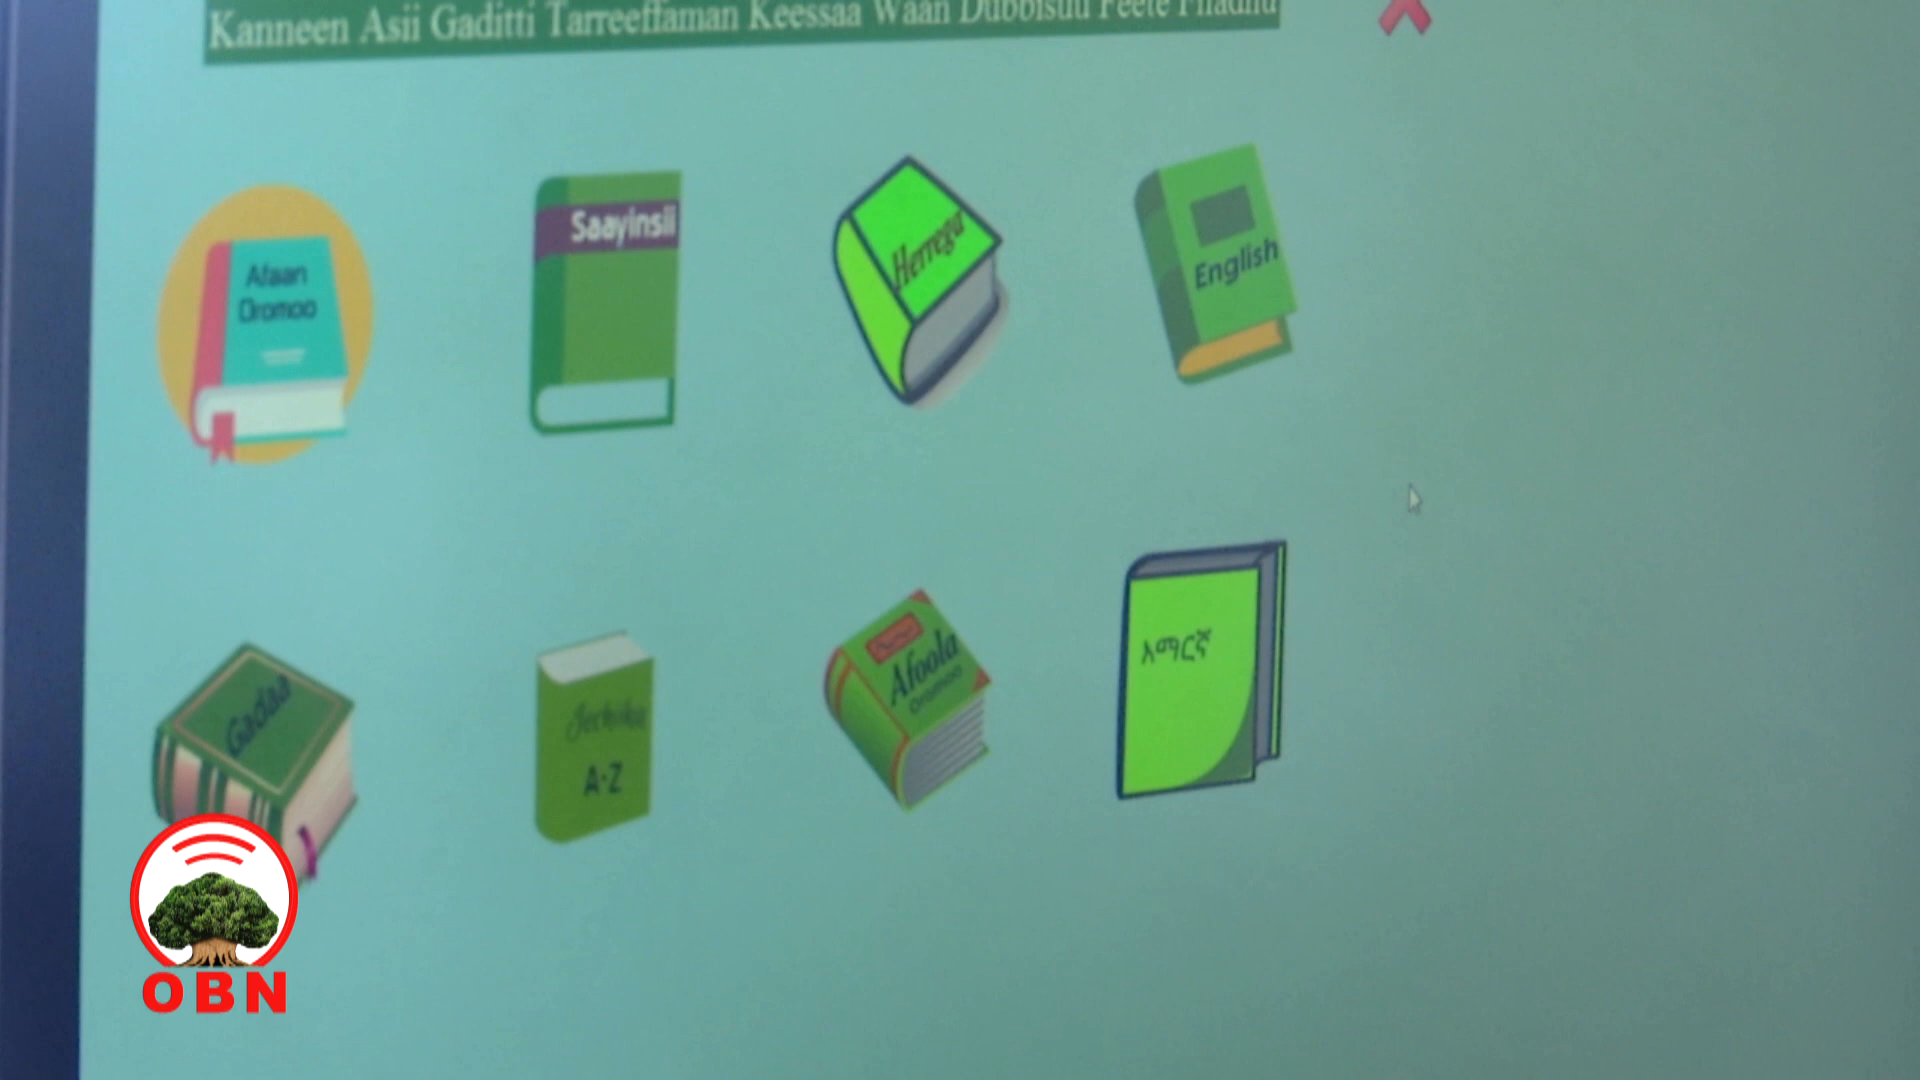 Kanneen Asii Gaditti Tarreeffaman Keessaa Waan Dubbisuu Feete Filadhu
Afaan
Oromoo
Saayinsii
Herrega
English
Gadaa
A-Z
Afoola
Oromoo
አማርኛ
OBN